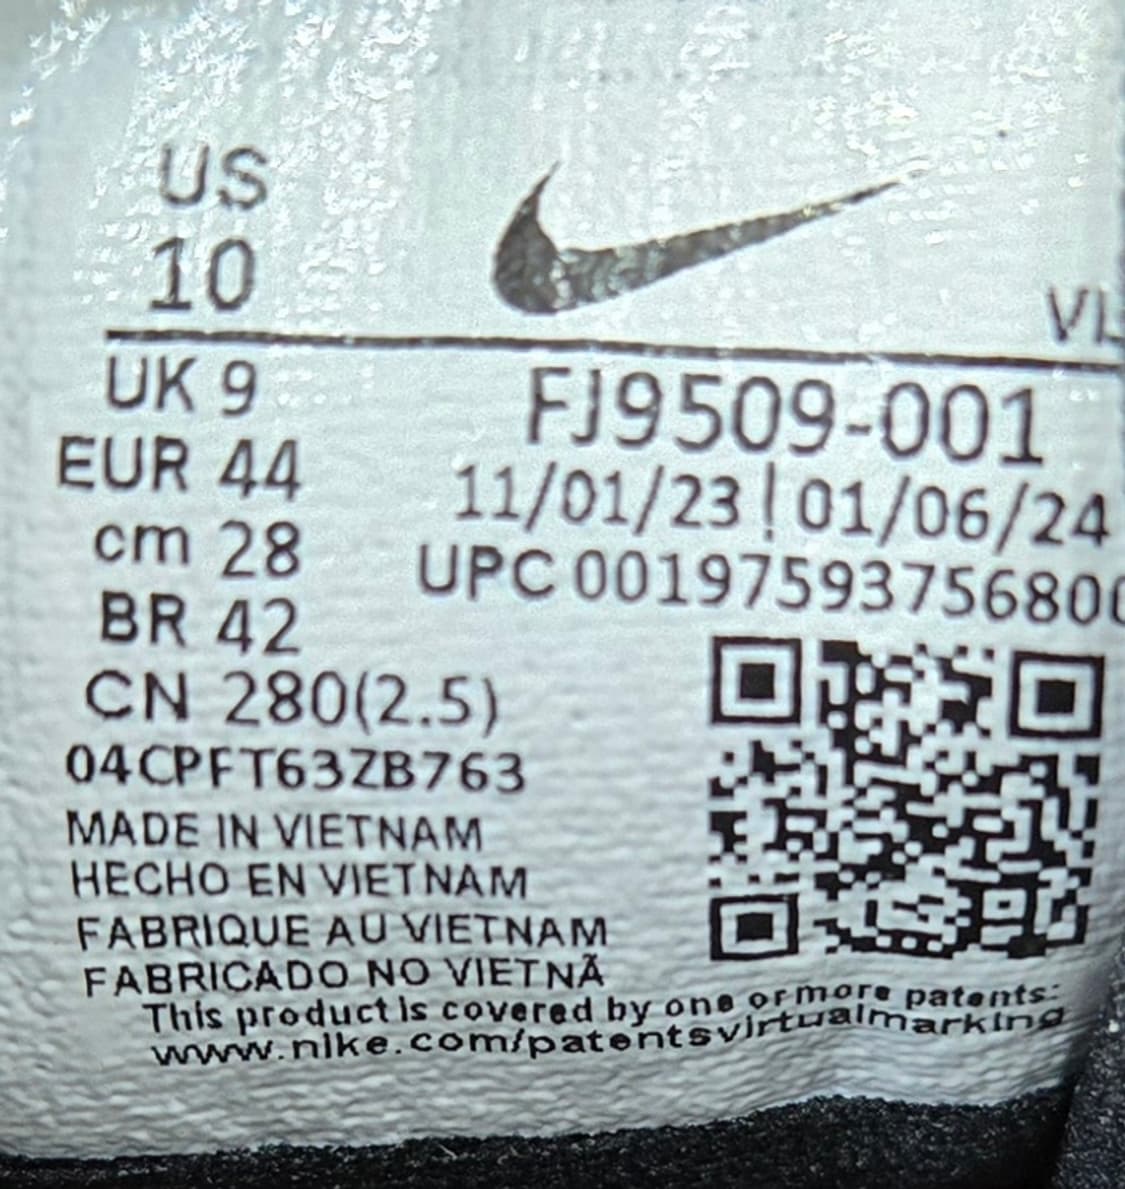 US
10
VL
UK 9
EUR 44
cm 28
BR 42
CN 280(2.5)
FJ9509-001
11/01/23 | 01/06/24
UPC 00197593756800
04CPFT63ZB763
MADE IN VIETNAM
HECHO EN VIETNAM
FABRIQUE AU VIETNAM
FABRICADO NO VIETNÃ
This product is covered by one or more patents:
www.nike.com/patentsvirtualmarking